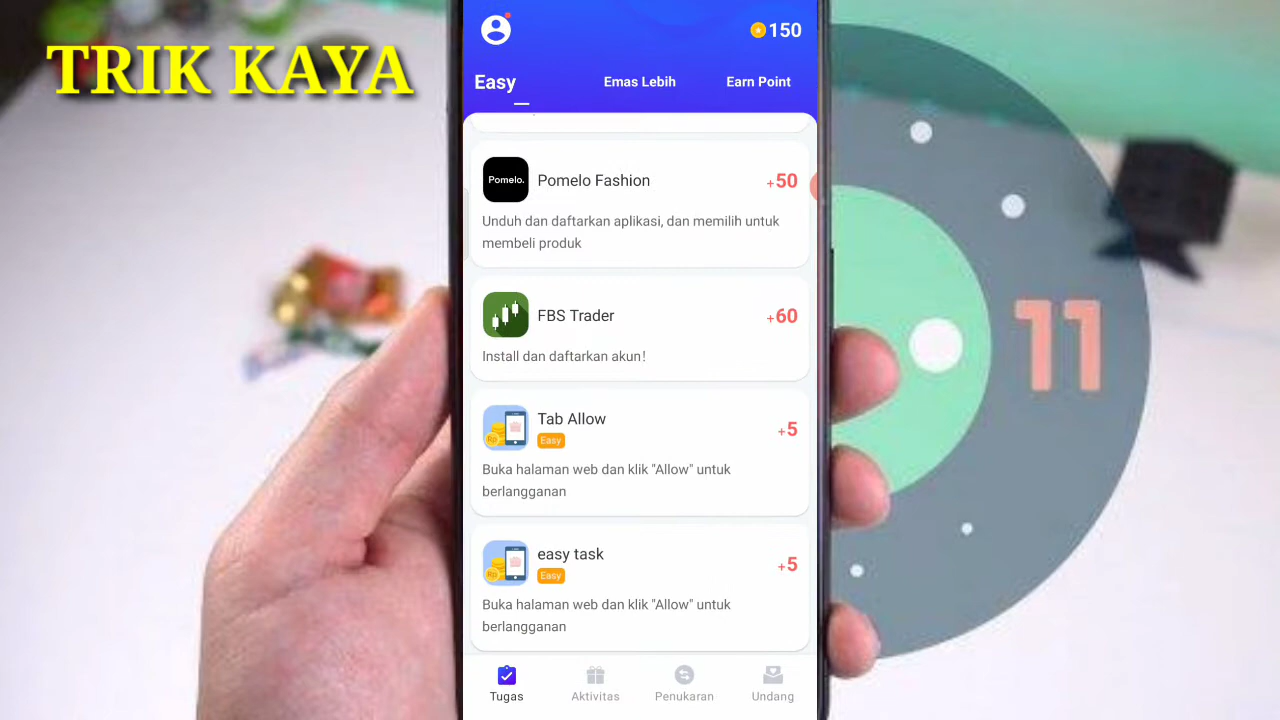 TRIK KAYA
150
Easy
Emas Lebih
Earn Point
Pomelo.
Pomelo Fashion
+50
Unduh dan daftarkan aplikasi, dan memilih untuk
membeli produk
FBS Trader
+60
Install dan daftarkan akun!
Rp
Tab Allow
Easy
+5
Buka halaman web dan klik "Allow" untuk
berlangganan
Rp
easy task
Easy
+5
Buka halaman web dan klik "Allow" untuk
berlangganan
Tugas
Aktivitas
Penukaran
Undang
11